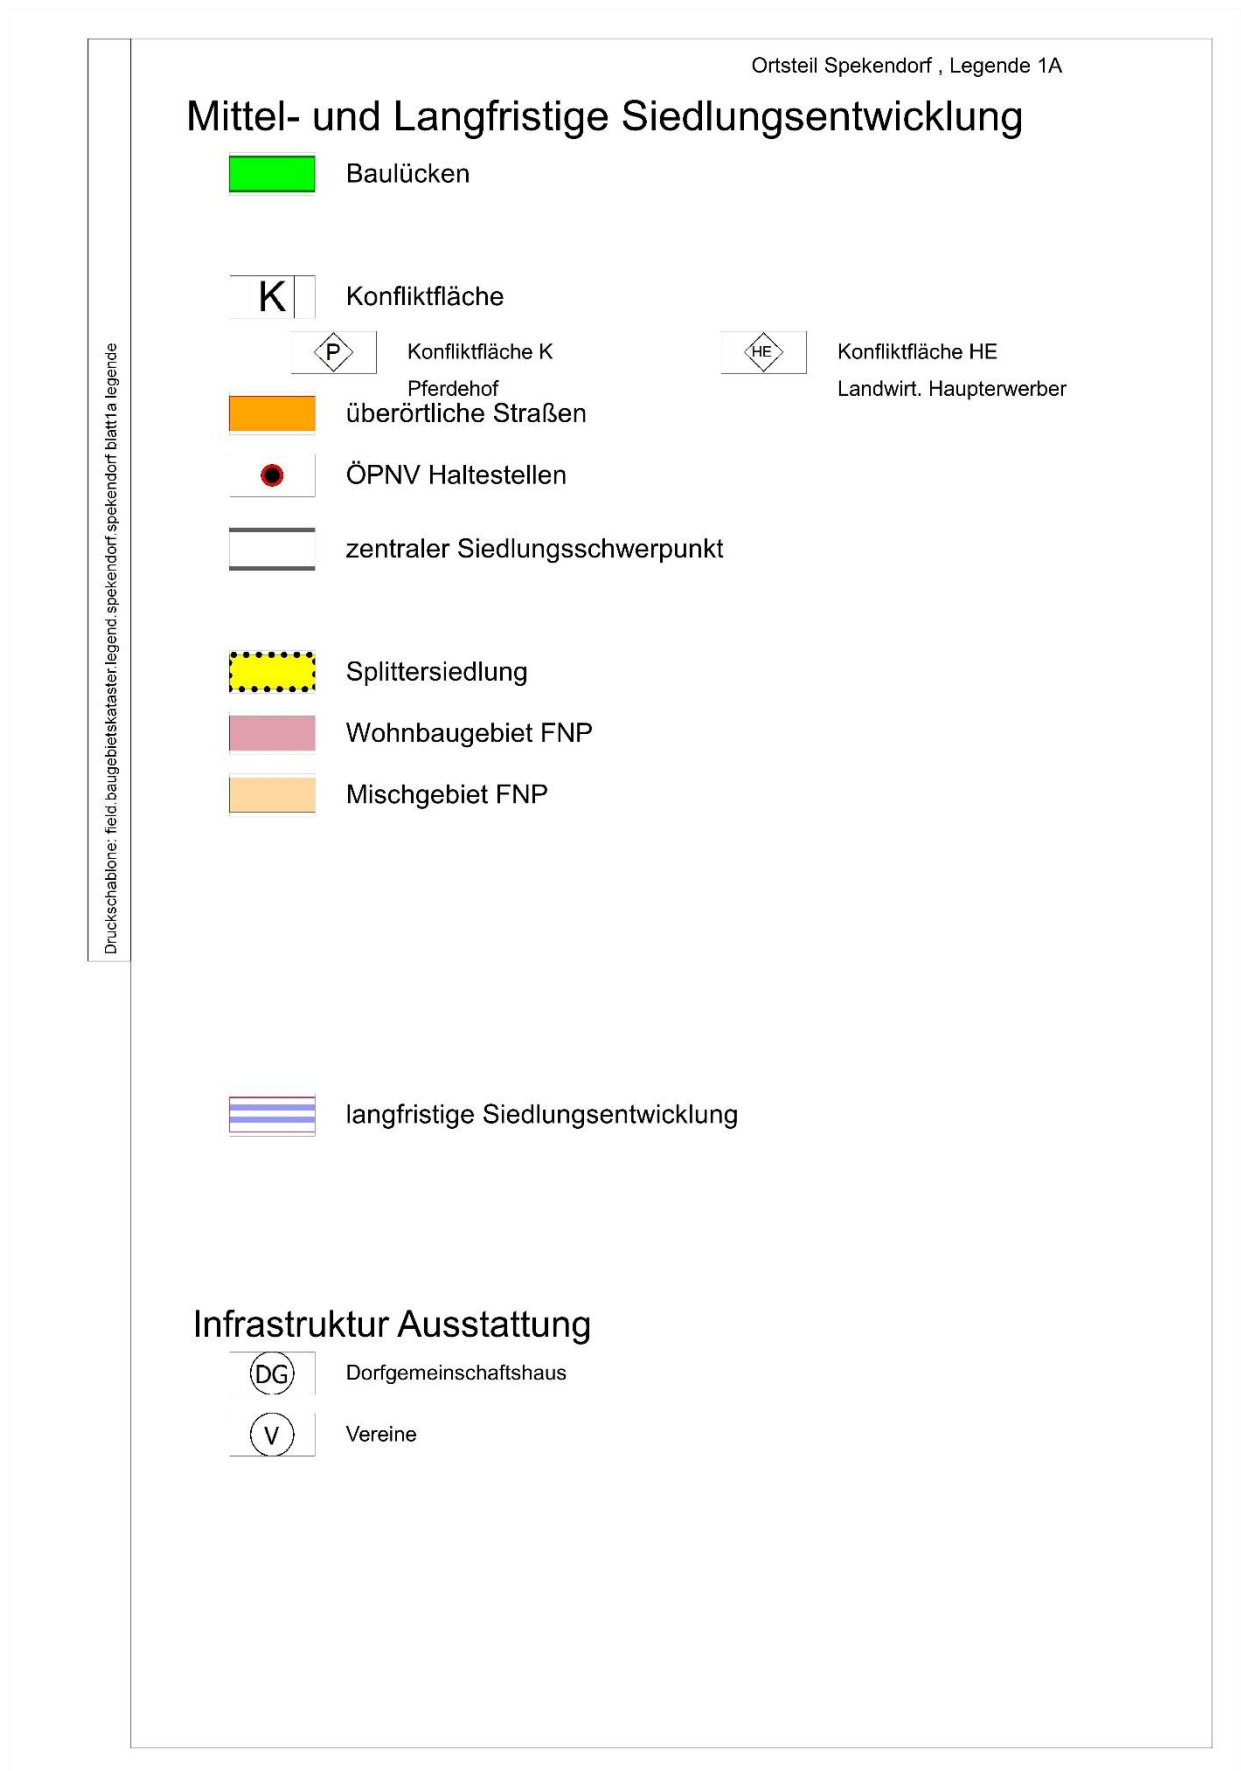 Ortsteil Spekendorf , Legende 1A
Mittel- und Langfristige Siedlungsentwicklung
Baulücken
K Konfliktfläche
P Konfliktfläche K
Pferdehof
HE Konfliktfläche HE
Landwirt. Haupterwerber
überörtliche Straßen
ÖPNV Haltestellen
zentraler Siedlungsschwerpunkt
Splittersiedlung
Wohnbaugebiet FNP
Mischgebiet FNP
langfristige Siedlungsentwicklung
Infrastruktur Ausstattung
DG Dorfgemeinschaftshaus
V Vereine
Druckschablone: field.baugebietskataster.legend.spekendorf.spekendorf blatt1a legende